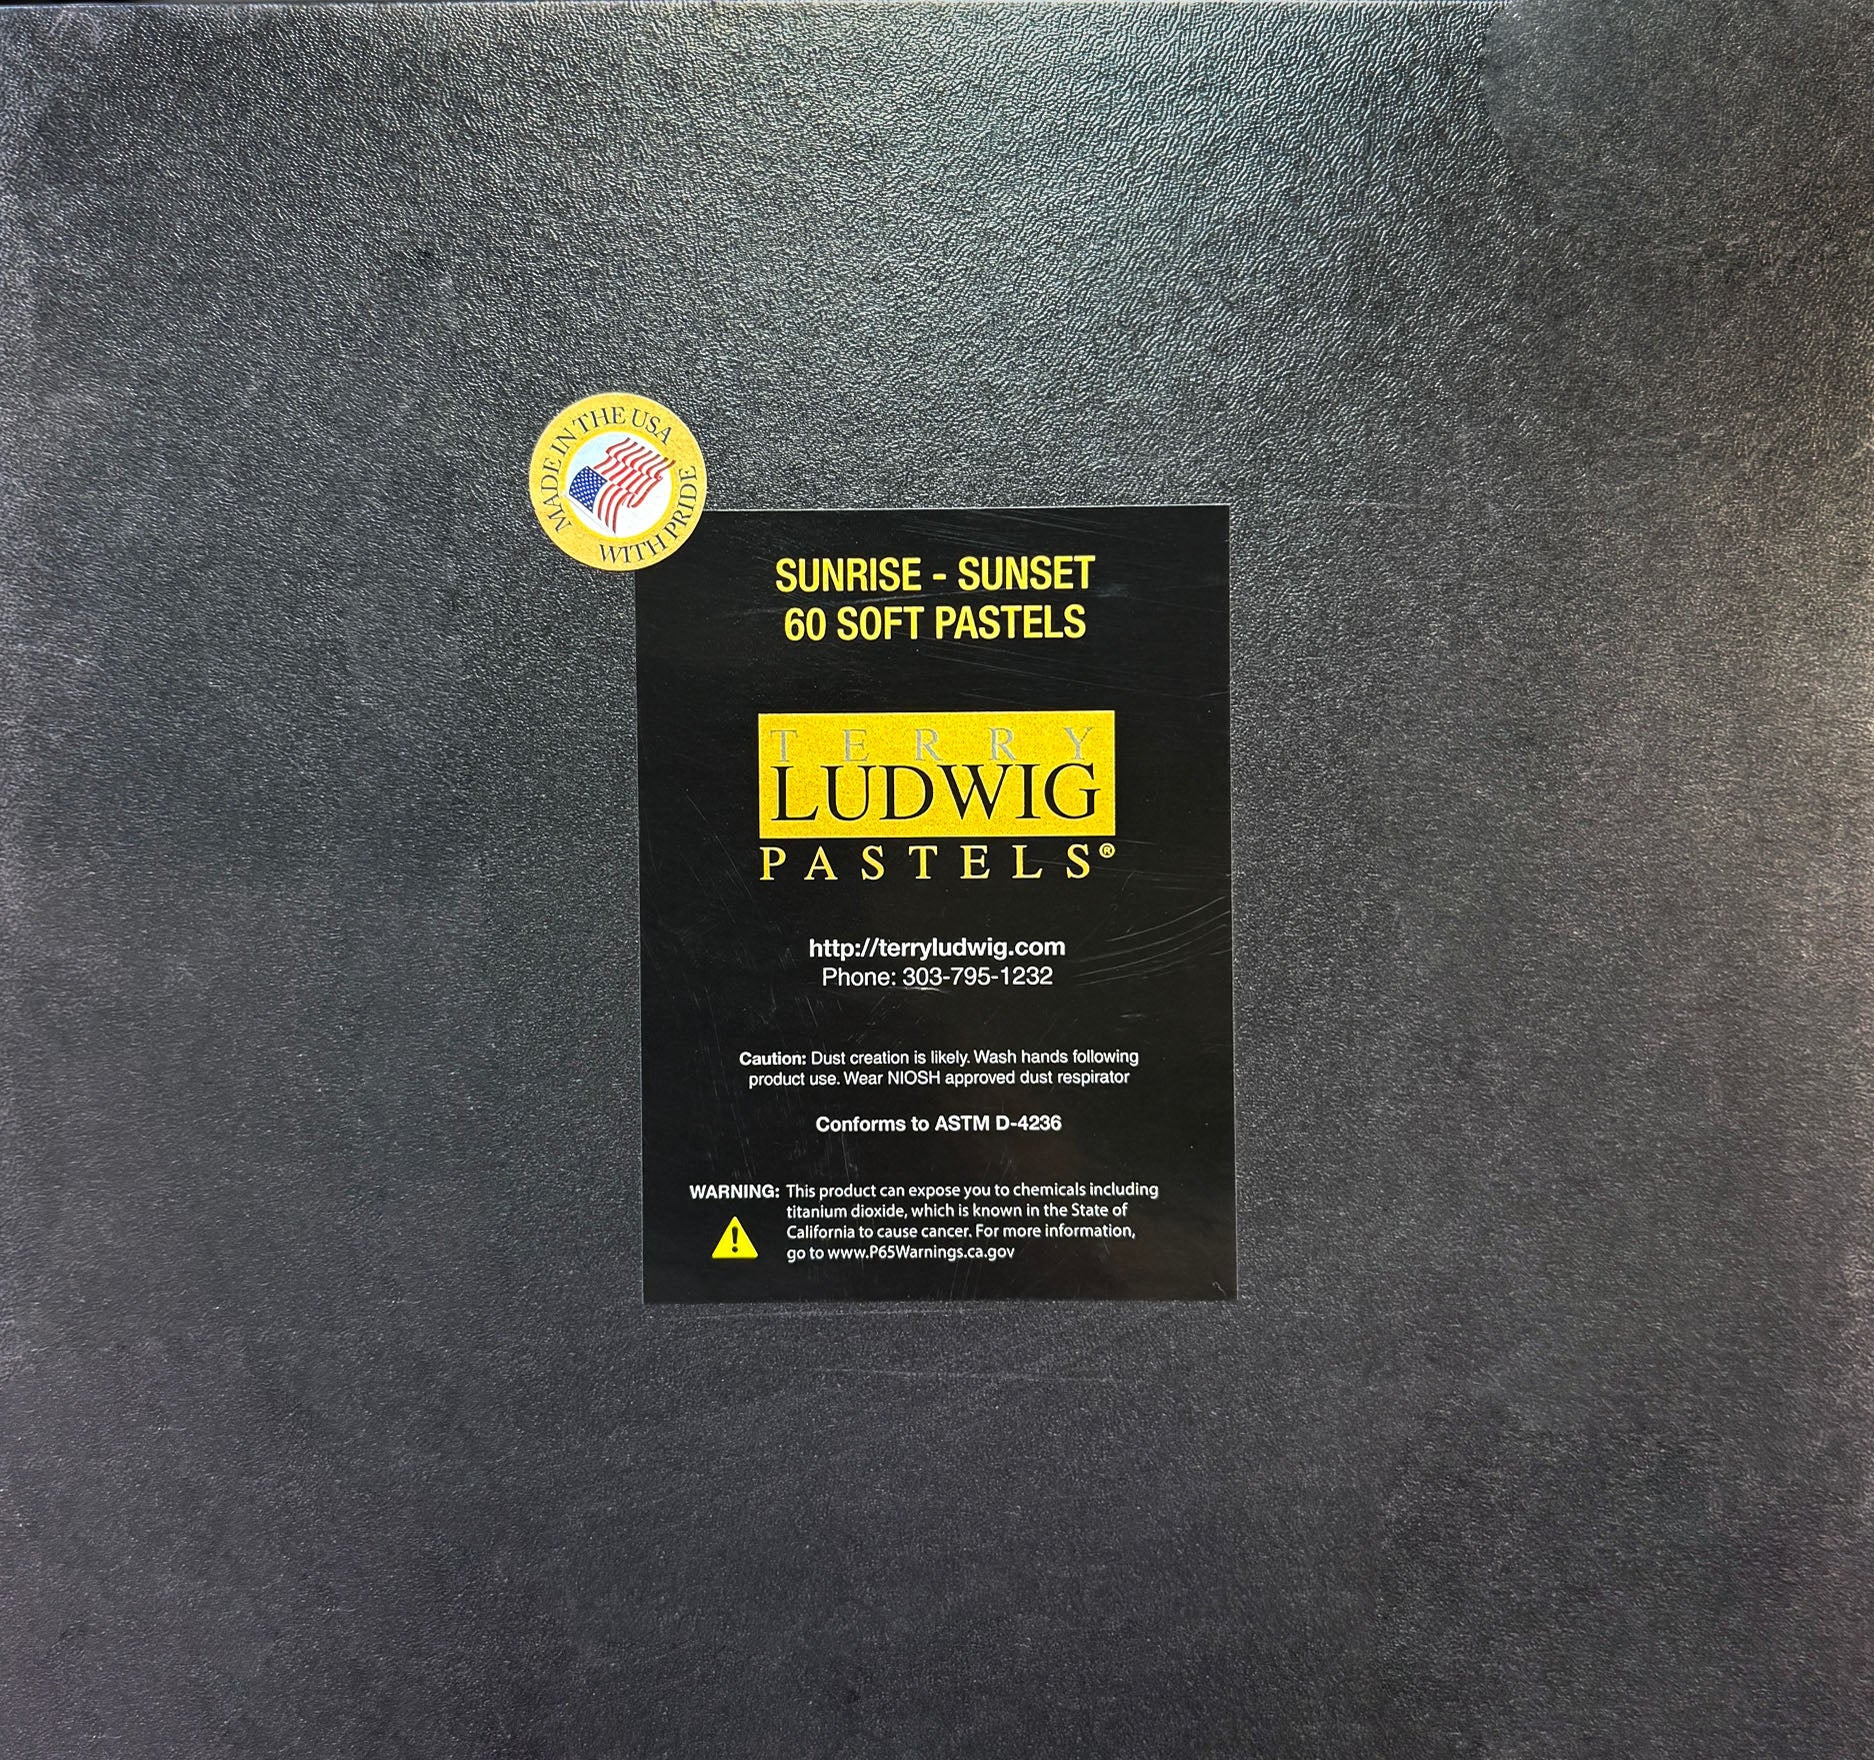 MADE IN THE USA
WITH PRIDE
SUNRISE - SUNSET
60 SOFT PASTELS
TERRY
LUDWIG
PASTELS®
http://terryludwig.com
Phone: 303-795-1232
Caution: Dust creation is likely. Wash hands following
product use. Wear NIOSH approved dust respirator
Conforms to ASTM D-4236
WARNING: This product can expose you to chemicals including
titanium dioxide, which is known in the State of
California to cause cancer. For more information,
go to www.P65Warnings.ca.gov